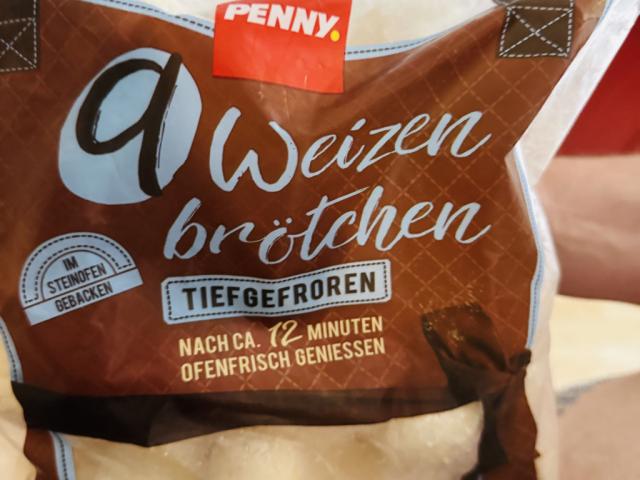 PENNY.
9 Weizen
brötchen
IM
STEINOFEN
GEBACKEN
TIEFGEFROREN
NACH CA. 12 MINUTEN
OFENFRISCH GENIESSEN